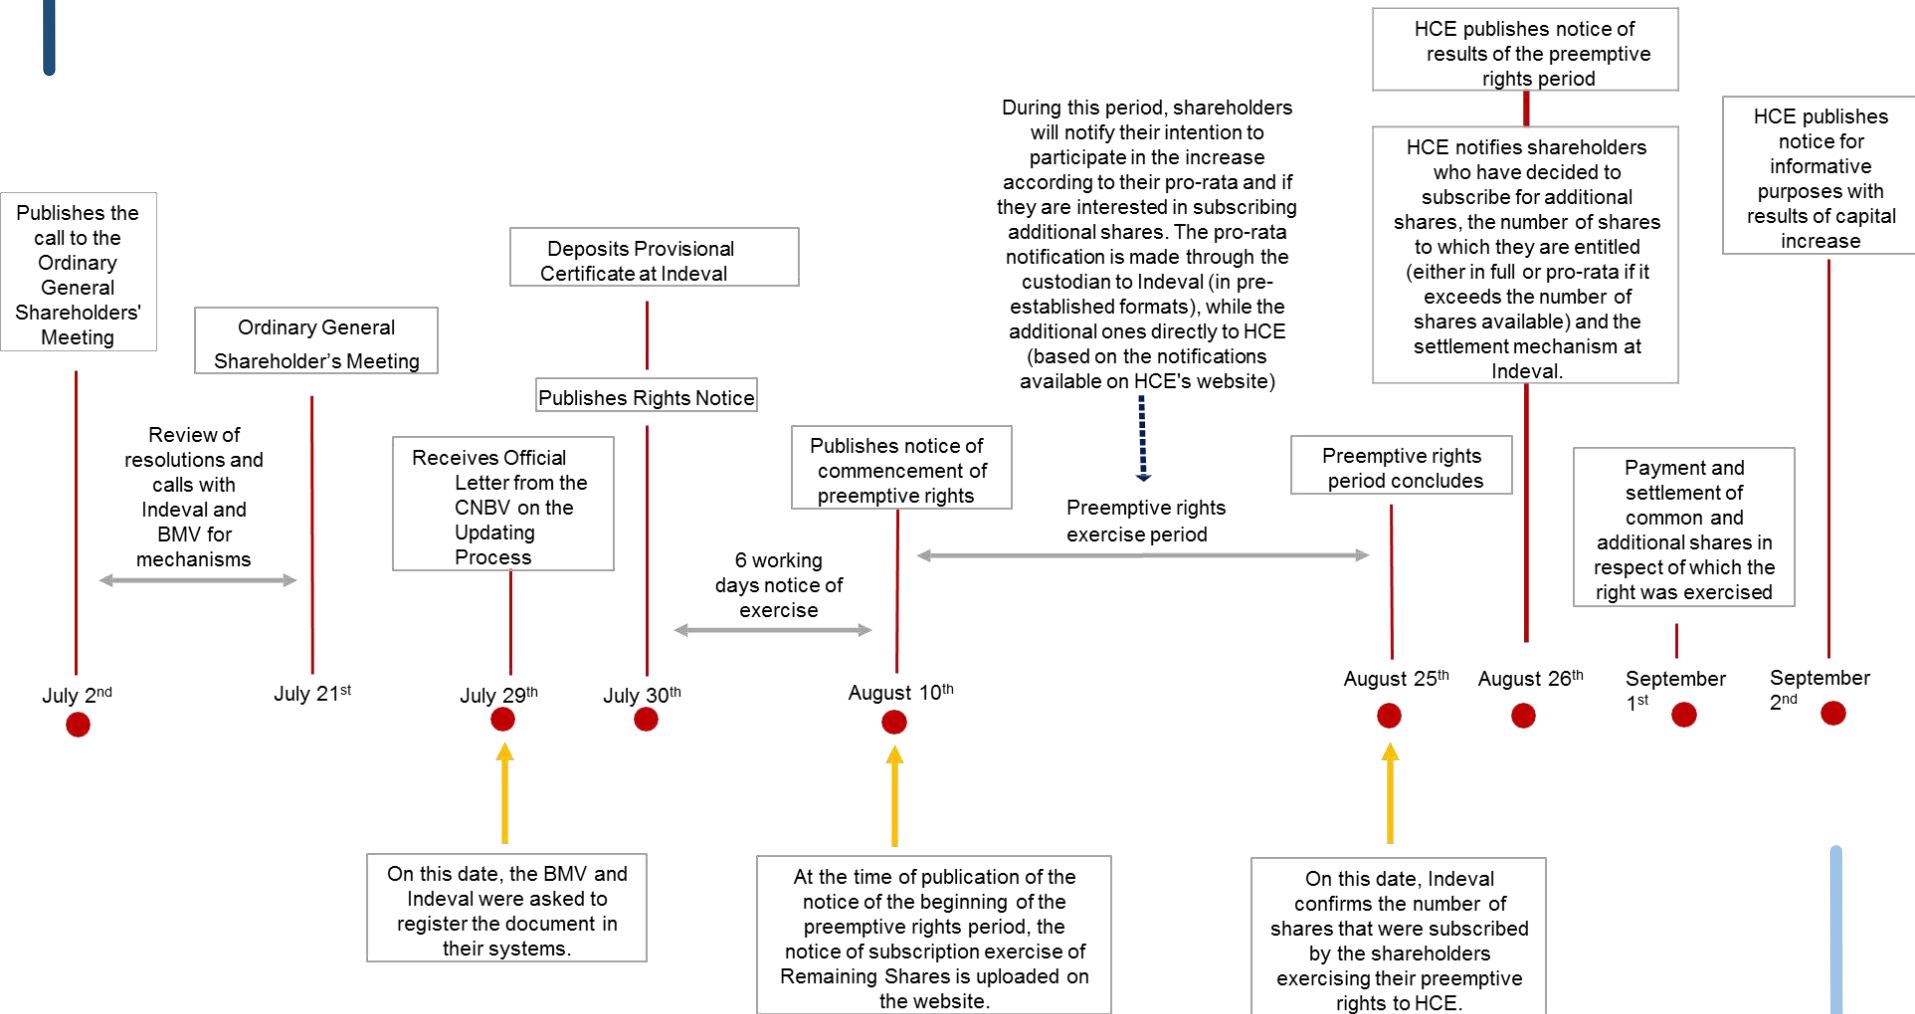 Publishes the
call to the
Ordinary
General
Shareholders'
Meeting
Review of
resolutions and
calls with
Indeval and
BMV for
mechanisms
Ordinary General
Shareholder’s Meeting
Receives Official
Letter from the
CNBV on the
Updating
Process
Deposits Provisional
Certificate at Indeval
Publishes Rights Notice
6 working
days notice of
exercise
Publishes notice of
commencement of
preemptive rights
During this period, shareholders
will notify their intention to
participate in the increase
according to their pro-rata and if
they are interested in subscribing
additional shares. The pro-rata
notification is made through the
custodian to Indeval (in pre-
established formats), while the
additional ones directly to HCE
(based on the notifications
available on HCE's website)
Preemptive rights
exercise period
Preemptive rights
period concludes
HCE publishes notice of
results of the preemptive
rights period
HCE notifies shareholders
who have decided to
subscribe for additional
shares, the number of shares
to which they are entitled
(either in full or pro-rata if it
exceeds the number of
shares available) and the
settlement mechanism at
Indeval.
Payment and
settlement of
common and
additional shares in
respect of which the
right was exercised
HCE publishes
notice for
informative
purposes with
results of capital
increase
July 2nd
July 21st
July 29th
July 30th
August 10th
August 25th
August 26th
September
1st
September
2nd
On this date, the BMV and
Indeval were asked to
register the document in
their systems.
At the time of publication of the
notice of the beginning of the
preemptive rights period, the
notice of subscription exercise of
Remaining Shares is uploaded on
the website.
On this date, Indeval
confirms the number of
shares that were subscribed
by the shareholders
exercising their preemptive
rights to HCE.